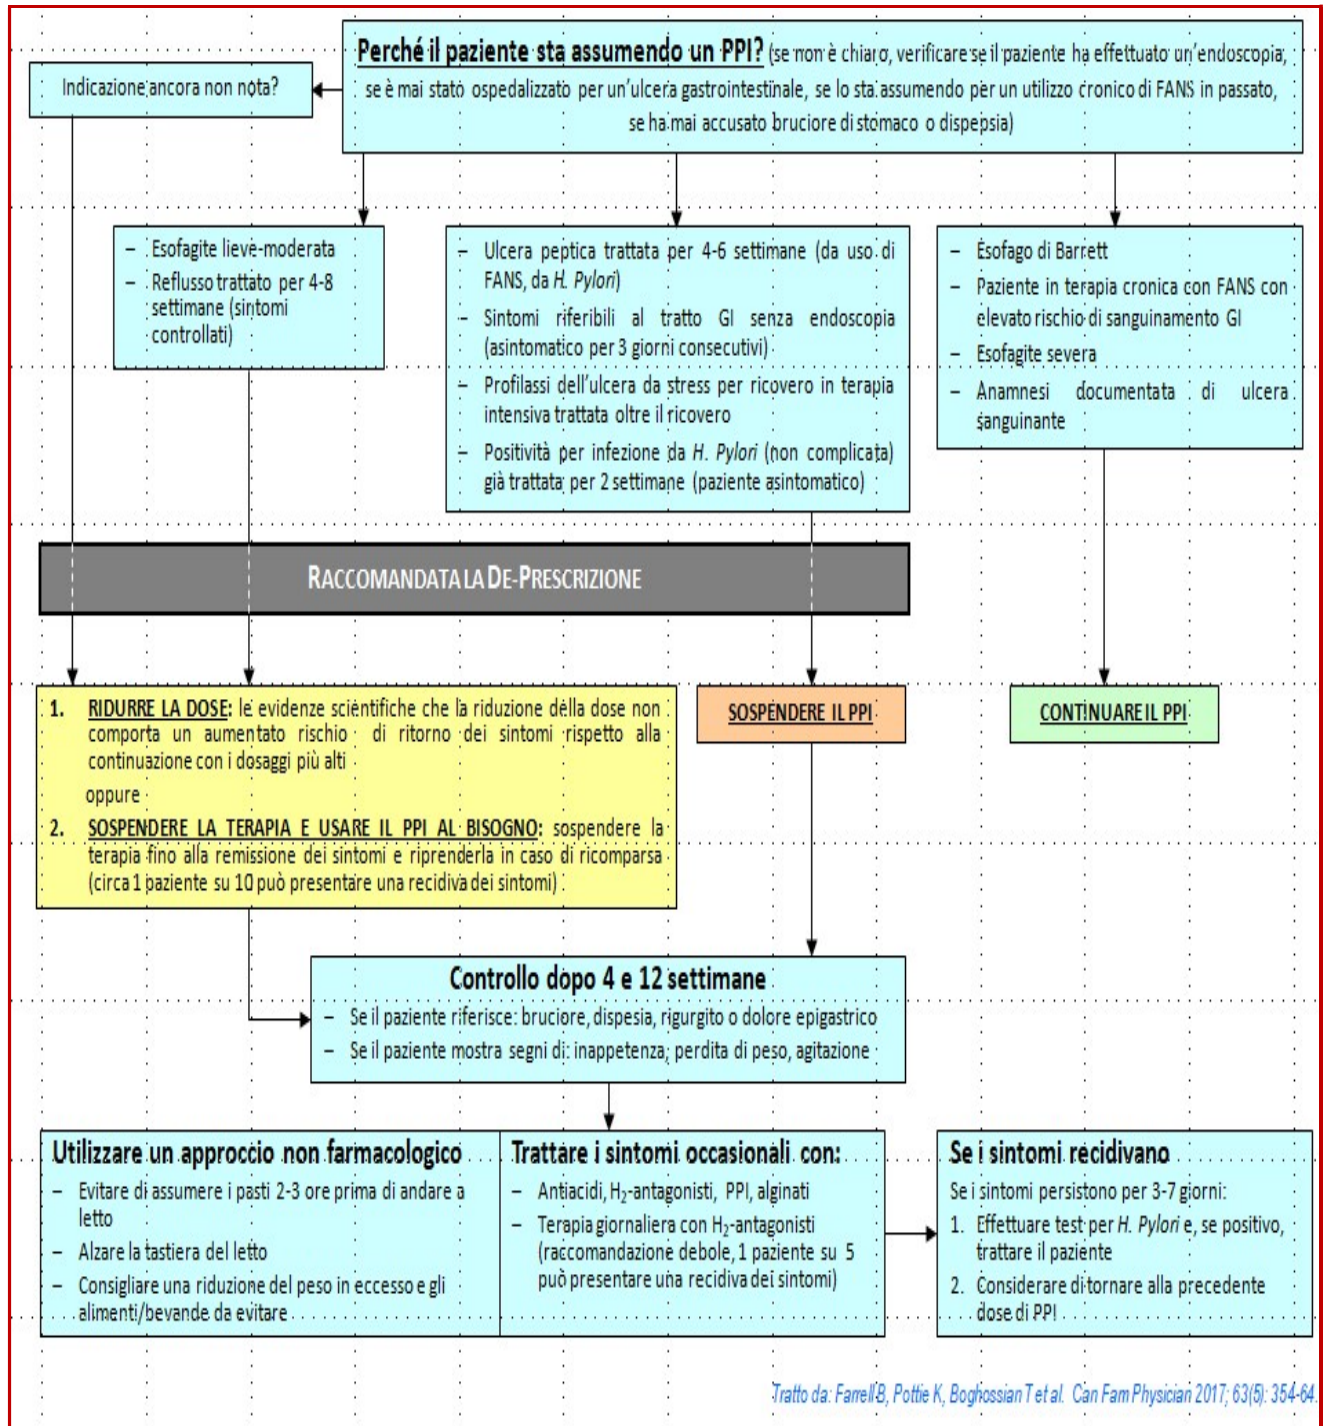 Perché il paziente sta assumendo un PPI? (se non è chiaro, verificare se il paziente ha effettuato un'endoscopia,
se è mai stato ospedalizzato per un'ulcera gastrointestinale, se lo sta assumendo per un utilizzo cronico di FANS in passato,
se ha mai accusato bruciore di stomaco o dispepsia)
Indicazione ancora non nota?
– Esofagite lieve-moderata
– Reflusso trattato per 4-8
settimane (sintomi
controllati)
– Ulcera peptica trattata per 4-6 settimane (da uso di
FANS, da H. Pylori)
– Sintomi riferibili al tratto GI senza endoscopia
(asintomatico per 3 giorni consecutivi)
– Profilassi dell'ulcera da stress per ricovero in terapia
intensiva trattata oltre il ricovero
– Positività per infezione da H. Pylori (non complicata)
già trattata per 2 settimane (paziente asintomatico)
– Esofago di Barrett
– Paziente in terapia cronica con FANS con
elevato rischio di sanguinamento GI
– Esofagite severa
– Anamnesi documentata di ulcera
sanguinante
RACCOMANDATA LA DE-PRESCRIZIONE
1. RIDURRE LA DOSE: le evidenze scientifiche che la riduzione della dose non
comporta un aumentato rischio di ritorno dei sintomi rispetto alla
continuazione con i dosaggi più alti
oppure
2. SOSPENDERE LA TERAPIA E USARE IL PPI AL BISOGNO: sospendere la
terapia fino alla remissione dei sintomi e riprenderla in caso di ricomparsa
(circa 1 paziente su 10 può presentare una recidiva dei sintomi)
SOSPENDERE IL PPI
CONTINUARE IL PPI
Controllo dopo 4 e 12 settimane
– Se il paziente riferisce: bruciore, dispesia, rigurgito o dolore epigastrico
– Se il paziente mostra segni di: inappetenza, perdita di peso, agitazione
Utilizzare un approccio non farmacologico
– Evitare di assumere i pasti 2-3 ore prima di andare a
letto
– Alzare la tastiera del letto
– Consigliare una riduzione del peso in eccesso e gli
alimenti/bevande da evitare
Trattare i sintomi occasionali con:
– Antiacidi, H₂-antagonisti, PPI, alginati
– Terapia giornaliera con H₂-antagonisti
(raccomandazione debole, 1 paziente su 5
può presentare una recidiva dei sintomi)
Se i sintomi recidivano
Se i sintomi persistono per 3-7 giorni:
1. Effettuare test per H. Pylori e, se positivo,
trattare il paziente
2. Considerare di tornare alla precedente
dose di PPI
Tratto da: Farrell B, Pottie K, Boghossian T et al. Can Fam Physician 2017; 63(5): 354-64.